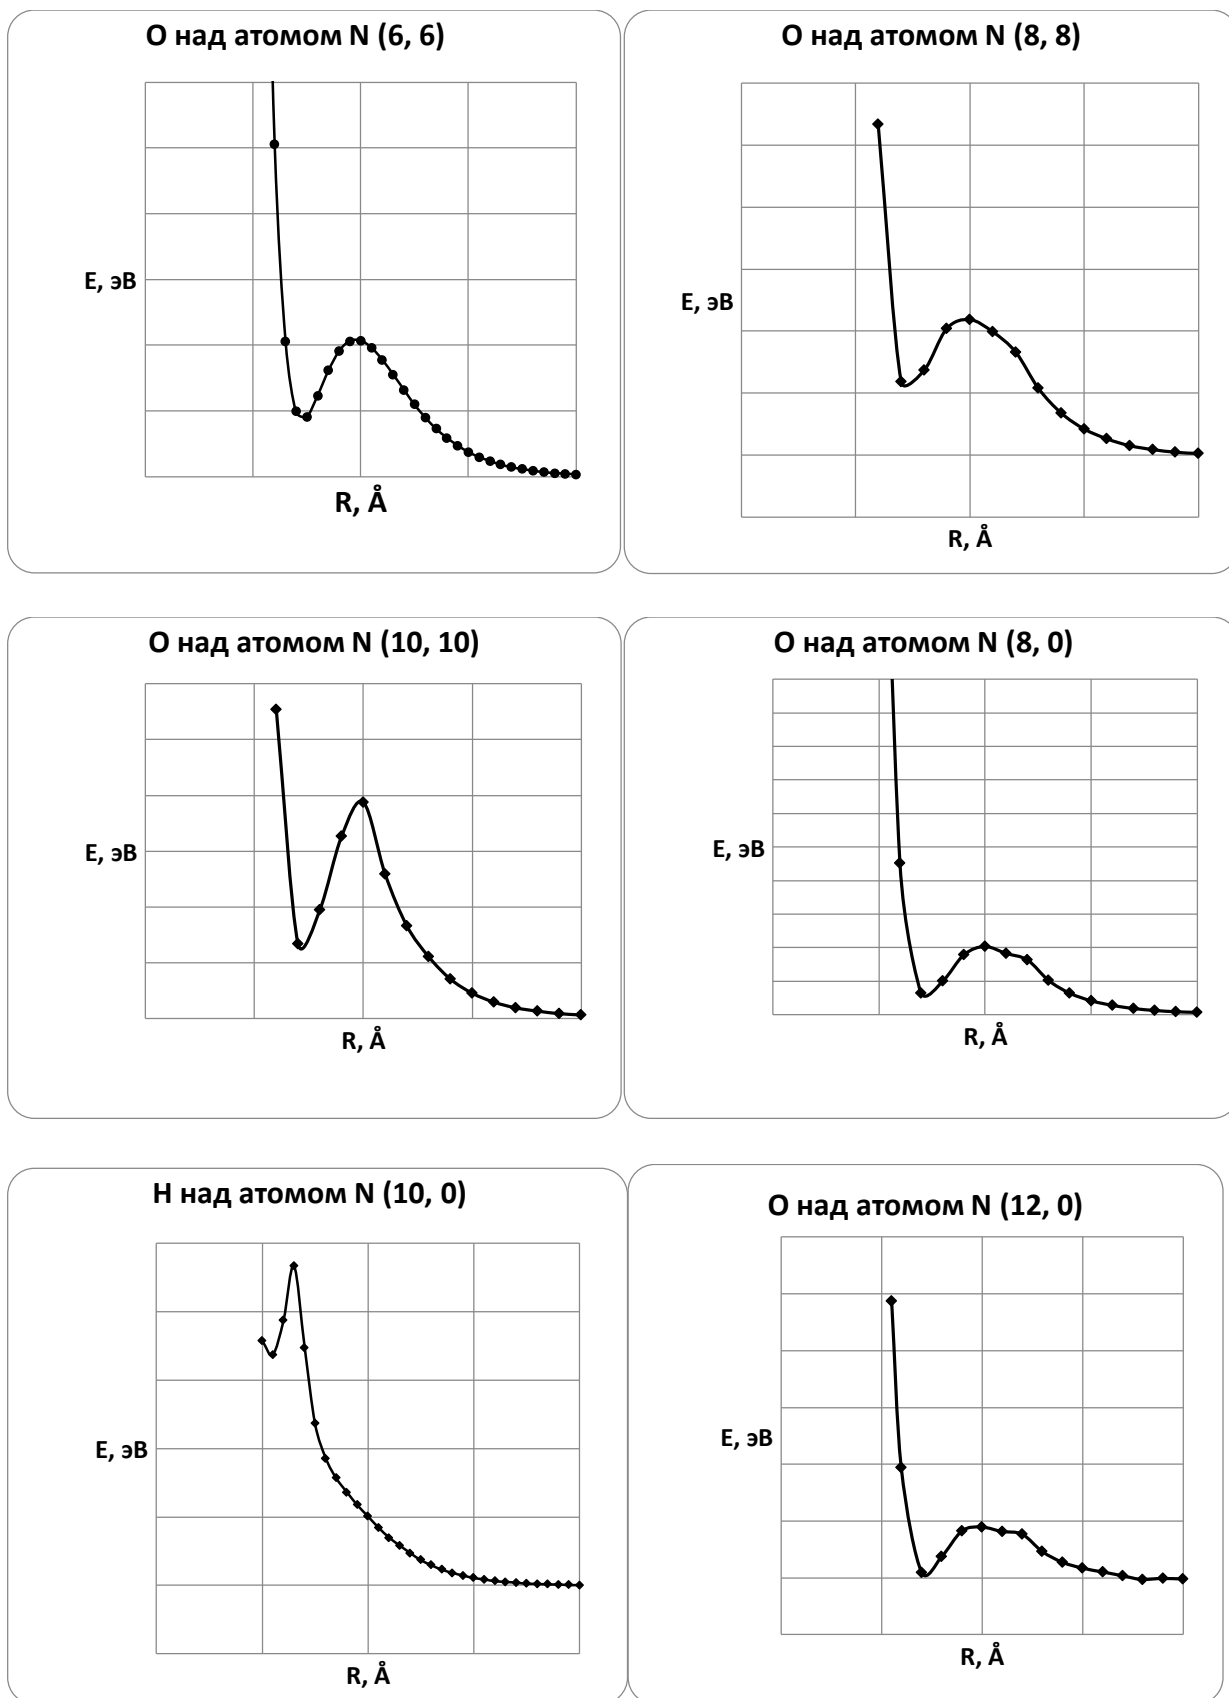 О над атомом N (6, 6)
Е, эВ
R, Å
О над атомом N (8, 8)
Е, эВ
R, Å
О над атомом N (10, 10)
Е, эВ
R, Å
О над атомом N (8, 0)
Е, эВ
R, Å
Н над атомом N (10, 0)
Е, эВ
R, Å
О над атомом N (12, 0)
Е, эВ
R, Å